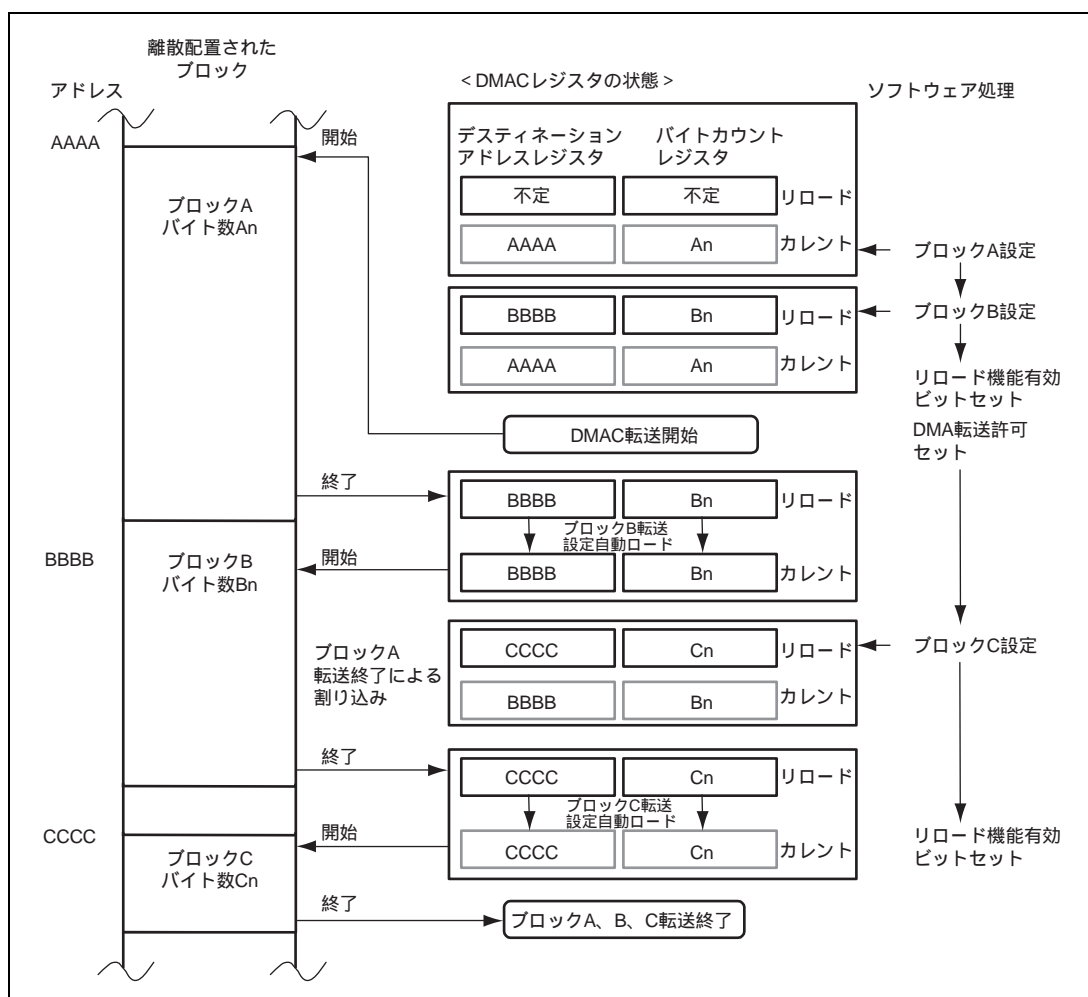 離散配置された
ブロック
アドレス
<DMACレジスタの状態>
ソフトウェア処理
AAAA
開始
デスティネーション
アドレスレジスタ
バイトカウント
レジスタ
ブロックA
バイト数An
不定
不定
リロード
AAAA
An
カレント
ブロックA設定
BBBB
Bn
リロード
ブロックB設定
AAAA
An
カレント
リロード機能有効
ビットセット
DMAC転送開始
DMA転送許可
セット
終了
BBBB
Bn
リロード
ブロックB転送
設定自動ロード
BBBB
開始
ブロックB
バイト数Bn
BBBB
Bn
カレント
ブロックA
転送終了による
割り込み
CCCC
Cn
リロード
ブロックC設定
BBBB
Bn
カレント
終了
CCCC
Cn
リロード
ブロックC転送
設定自動ロード
CCCC
開始
CCCC
Cn
カレント
リロード機能有効
ビットセット
ブロックC
バイト数Cn
終了
ブロックA、B、C転送終了